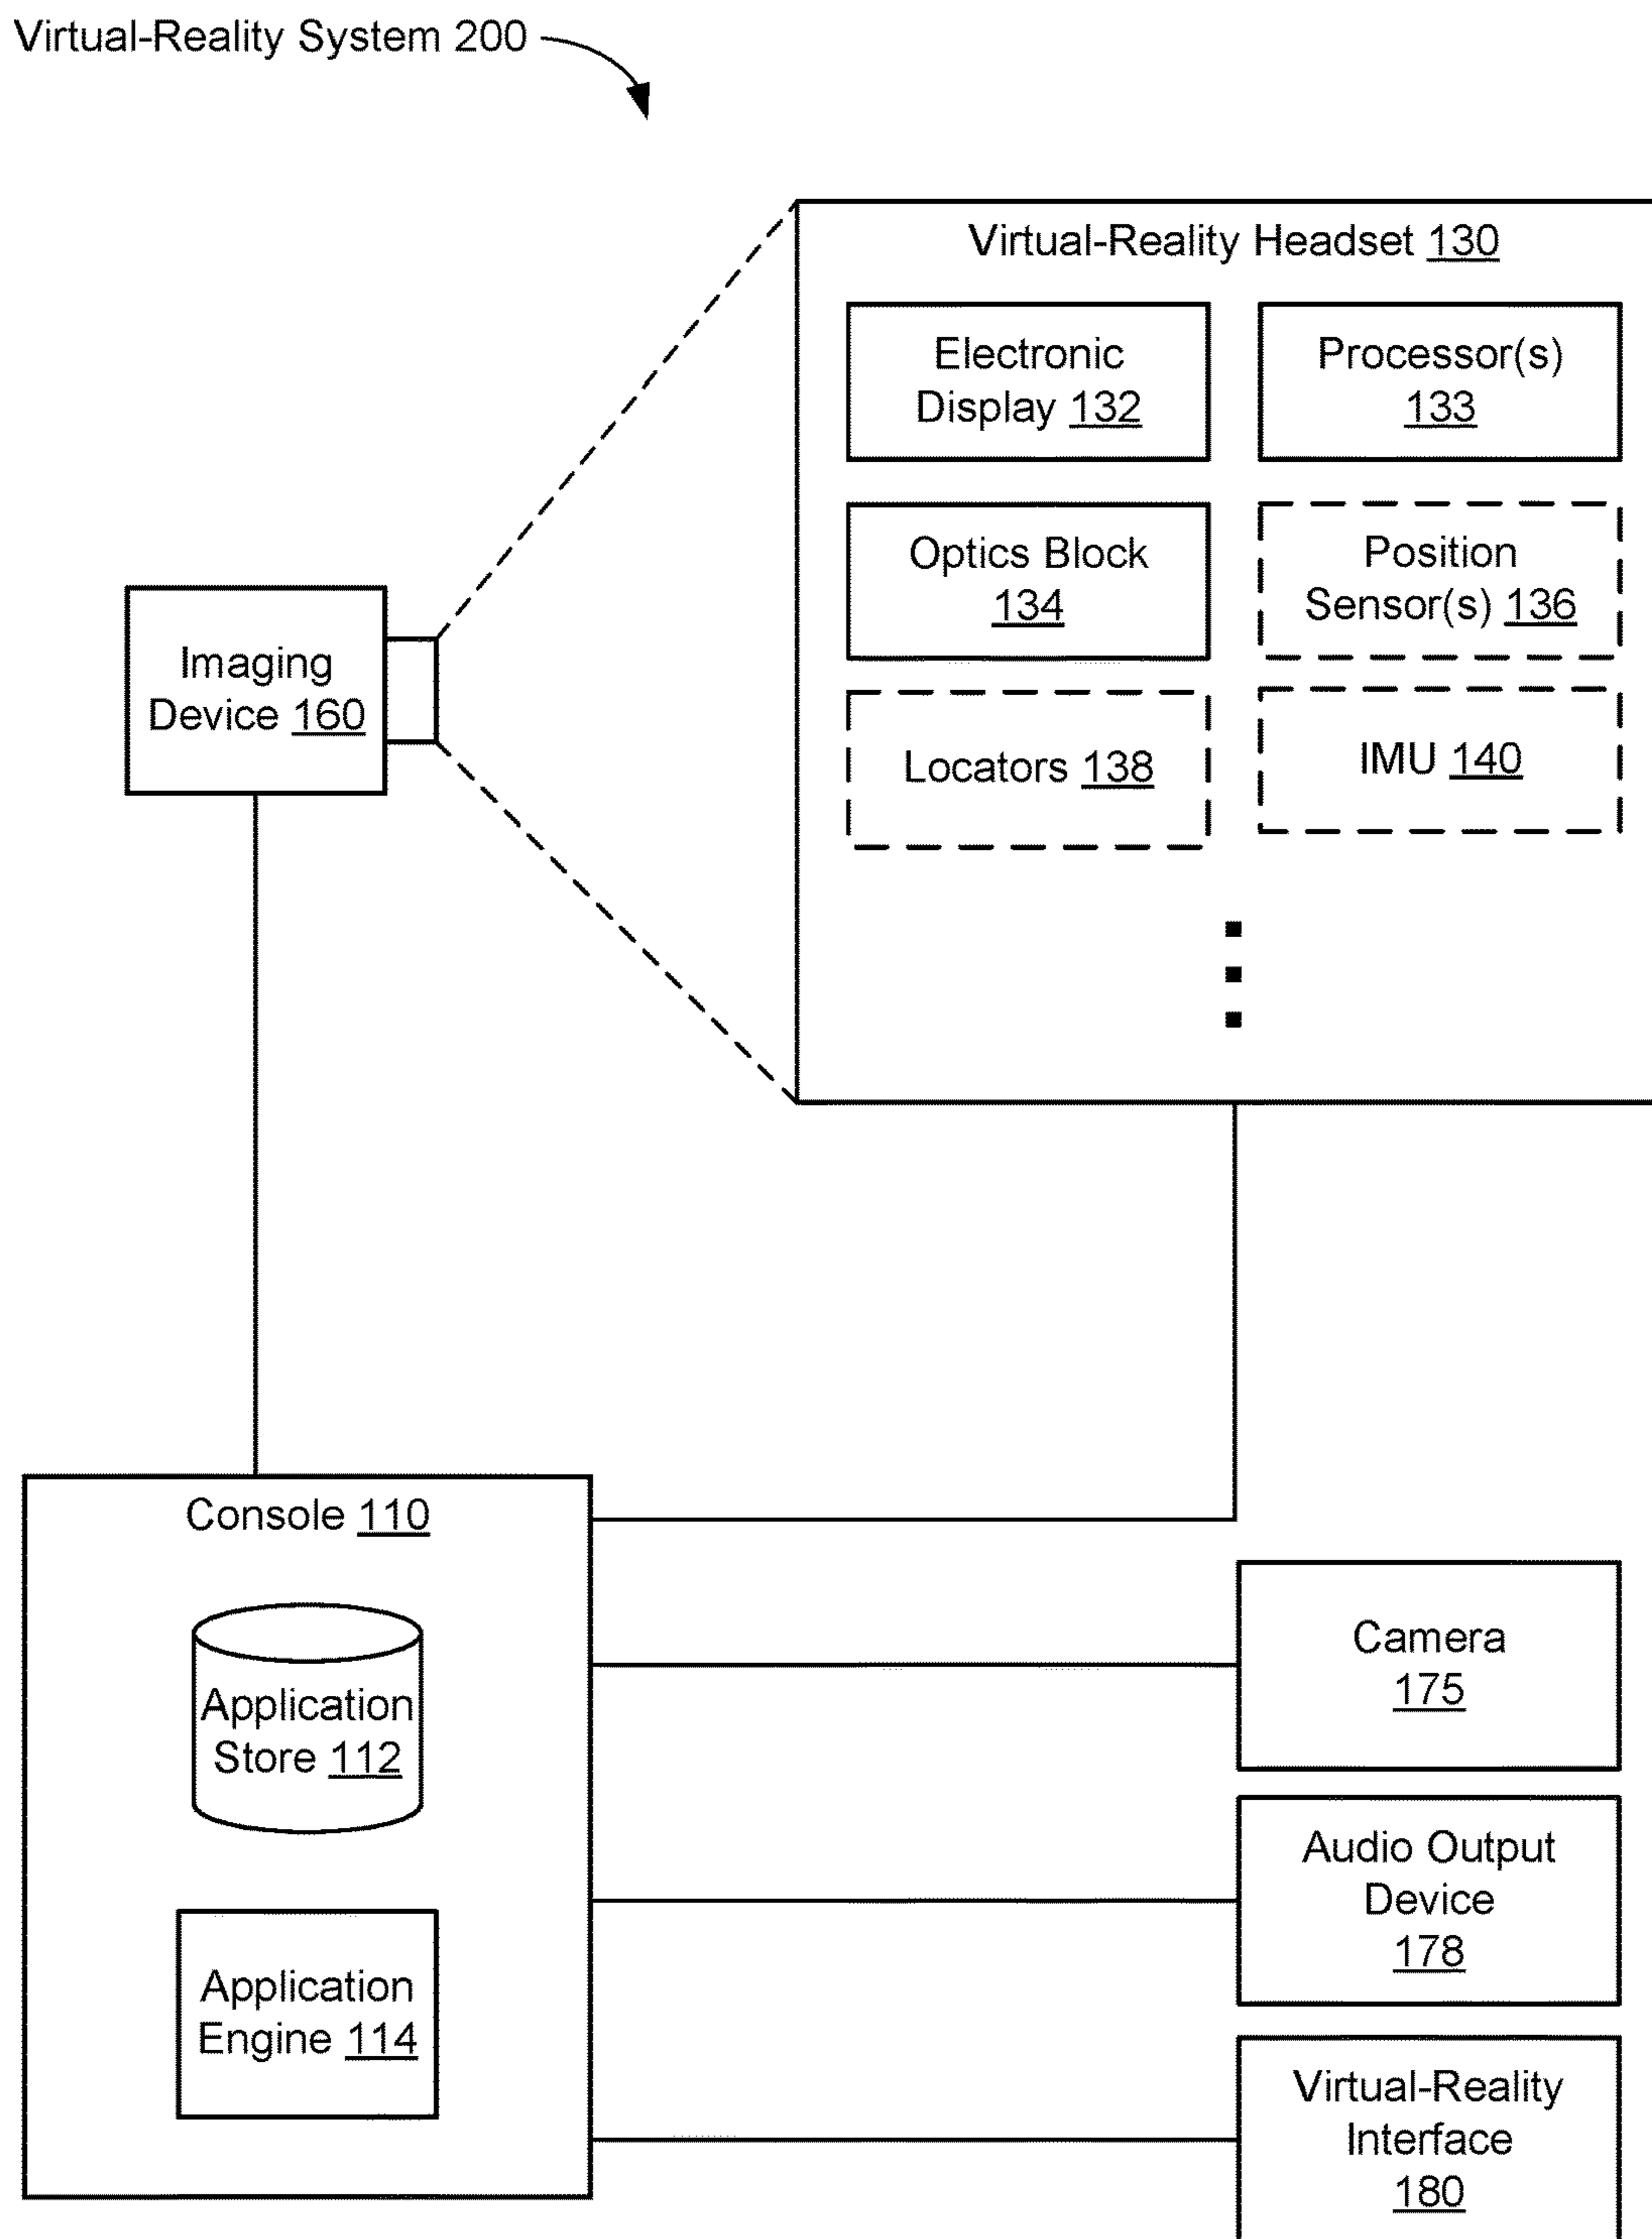 Virtual-Reality System 200
Virtual-Reality Headset 130
Electronic
Display 132
Processor(s)
133
Optics Block
134
Position
Sensor(s) 136
Locators 138
IMU 140
Imaging
Device 160
Console 110
Application
Store 112
Application
Engine 114
Camera
175
Audio Output
Device
178
Virtual-Reality
Interface
180